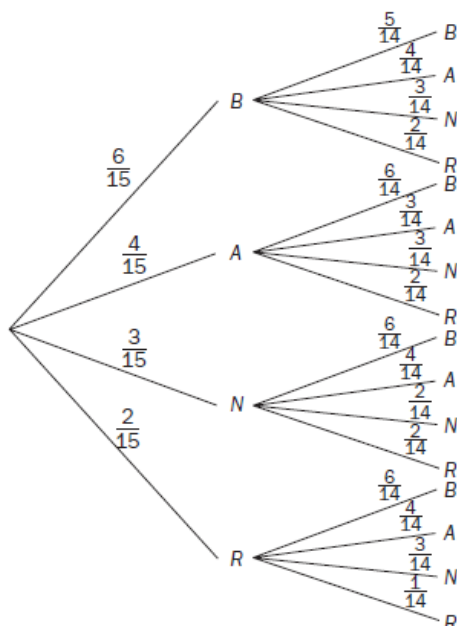 5/14 B
4/14 A
B 3/14 N
2/14 R
6/15
6/14 B
3/14 A
4/15 A 3/14 N
2/14 R
3/15
6/14 B
4/14 A
N 2/14 N
2/15 2/14 R
6/14 B
4/14 A
R 3/14 N
1/14 R